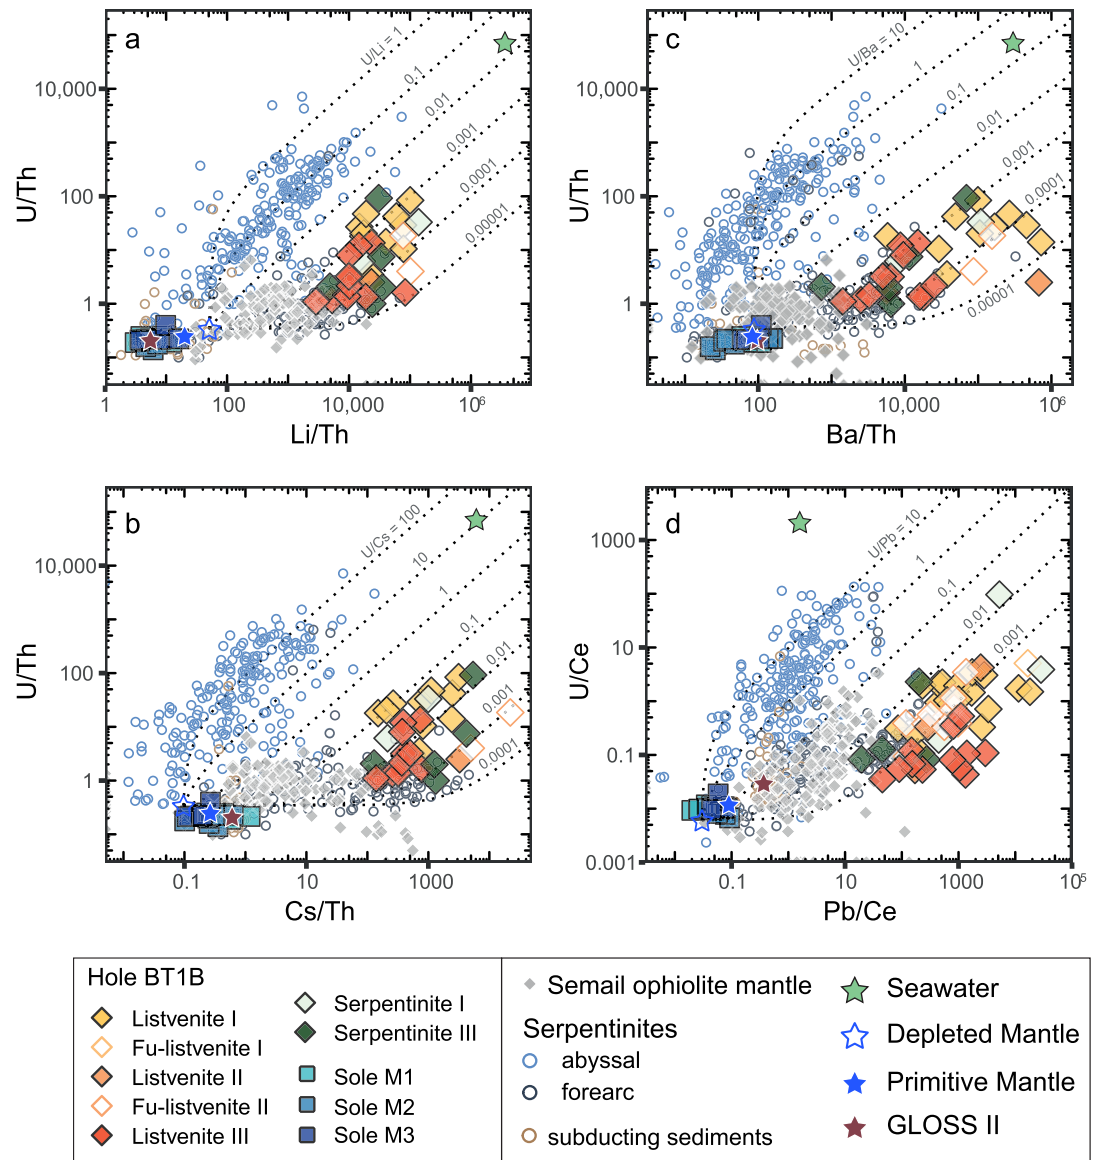 a
U/Li = 1
0.1
0.01
0.001
0.0001
0.00001
10,000
100
1
U/Th
1
100
10,000
10⁶
Li/Th
c
U/Ba = 10
1
0.1
0.01
0.001
0.0001
0.00001
10,000
100
1
U/Th
100
10,000
10⁶
Ba/Th
b
U/Cs = 100
10
1
0.1
0.01
0.001
0.0001
10,000
100
1
U/Th
0.1
10
1000
Cs/Th
d
U/Pb = 10
1
0.1
0.01
0.001
1000
10
0.1
0.001
U/Ce
0.1
10
1000
10⁵
Pb/Ce
Hole BT1B
Listvenite I
Fu-listvenite I
Listvenite II
Fu-listvenite II
Listvenite III
Serpentinite I
Serpentinite III
Sole M1
Sole M2
Sole M3
Semail ophiolite mantle
Serpentinites
abyssal
forearc
subducting sediments
Seawater
Depleted Mantle
Primitive Mantle
GLOSS II